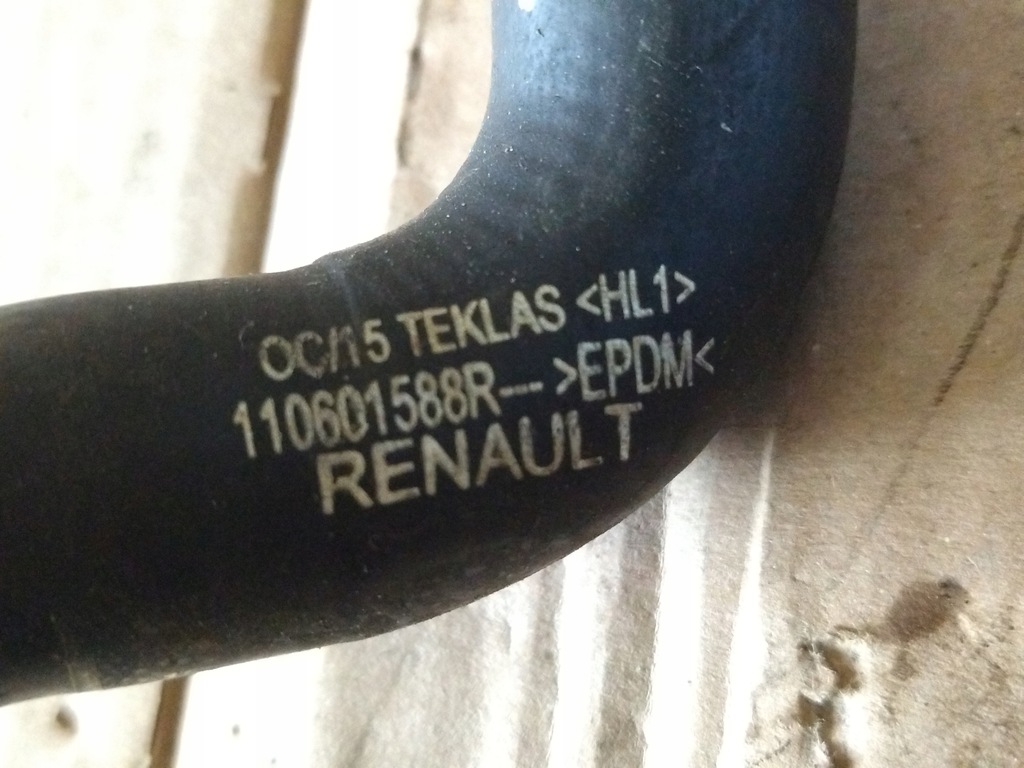 OC/15 TEKLAS <HL1>
110601588R--- >EPDM<
RENAULT